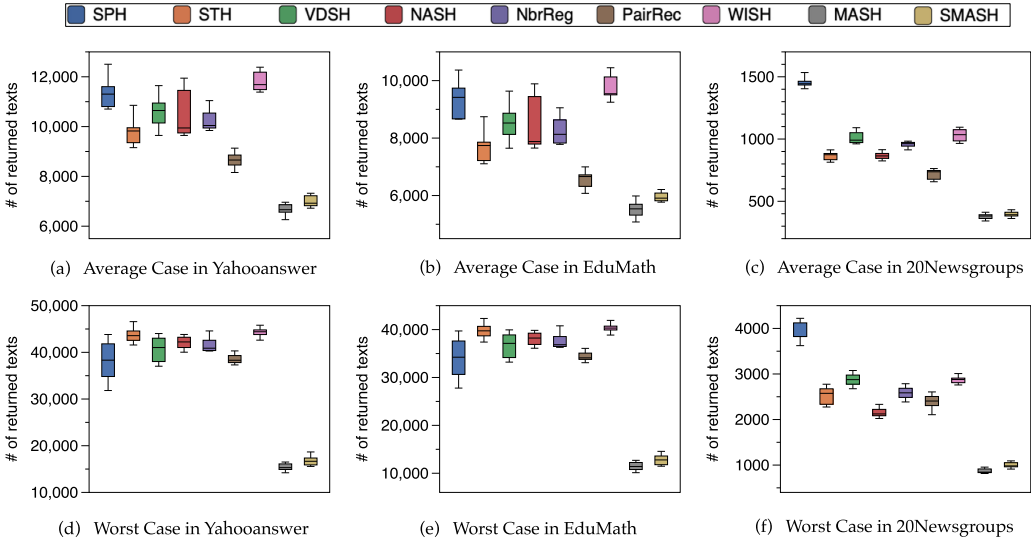 SPH STH VDSH NASH NbrReg PairRec WISH MASH SMASH
# of returned texts
12,000
10,000
8,000
6,000
(a) Average Case in Yahooanswer
# of returned texts
10,000
8,000
6,000
(b) Average Case in EduMath
# of returned texts
1500
1000
500
(c) Average Case in 20Newsgroups
# of returned texts
50,000
40,000
30,000
20,000
10,000
(d) Worst Case in Yahooanswer
# of returned texts
40,000
30,000
20,000
10,000
(e) Worst Case in EduMath
# of returned texts
4000
3000
2000
1000
(f) Worst Case in 20Newsgroups